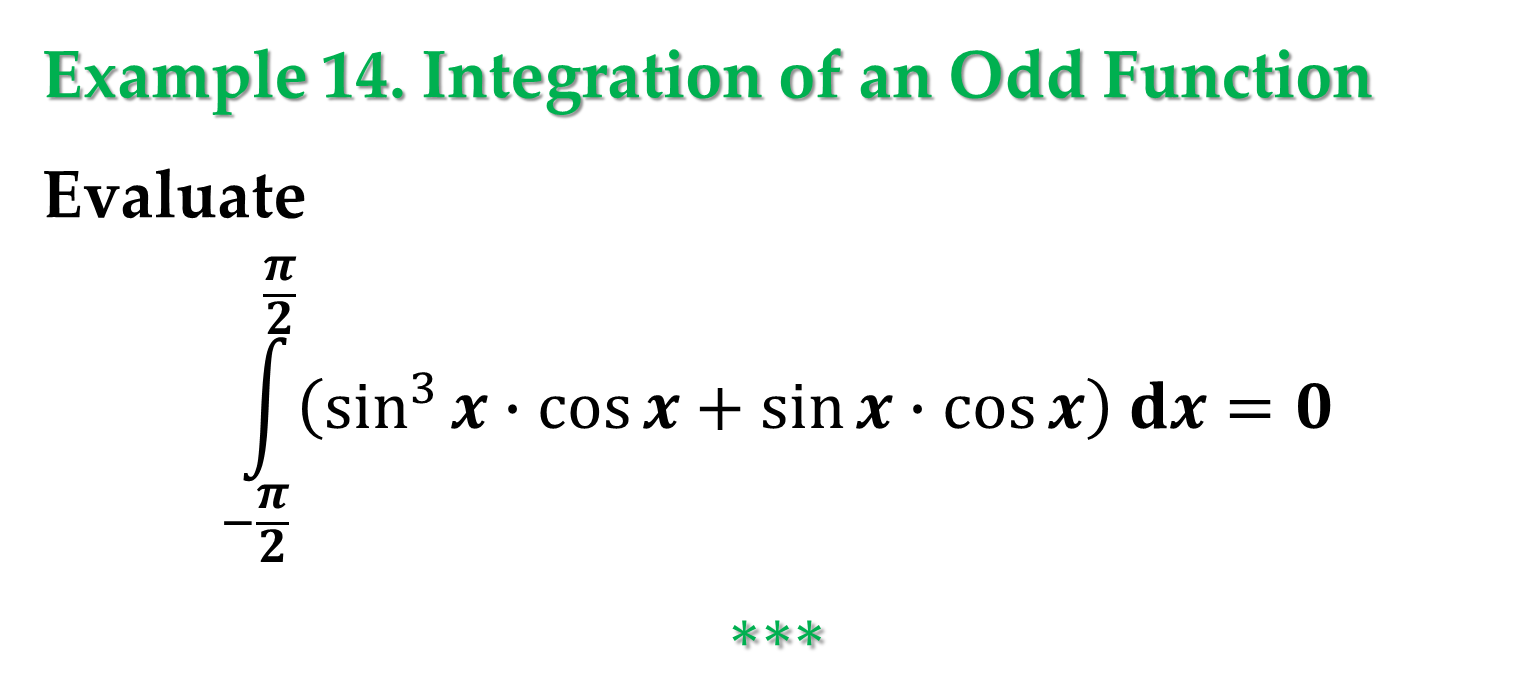 Example 14. Integration of an Odd Function
Evaluate
∫_{-π/2}^{π/2} (sin³ x · cos x + sin x · cos x) dx = 0
***